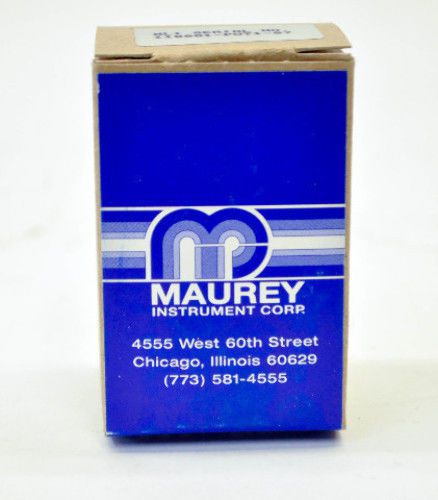 MAUREY
INSTRUMENT CORP.
4555 West 60th Street
Chicago, Illinois 60629
(773) 581-4555